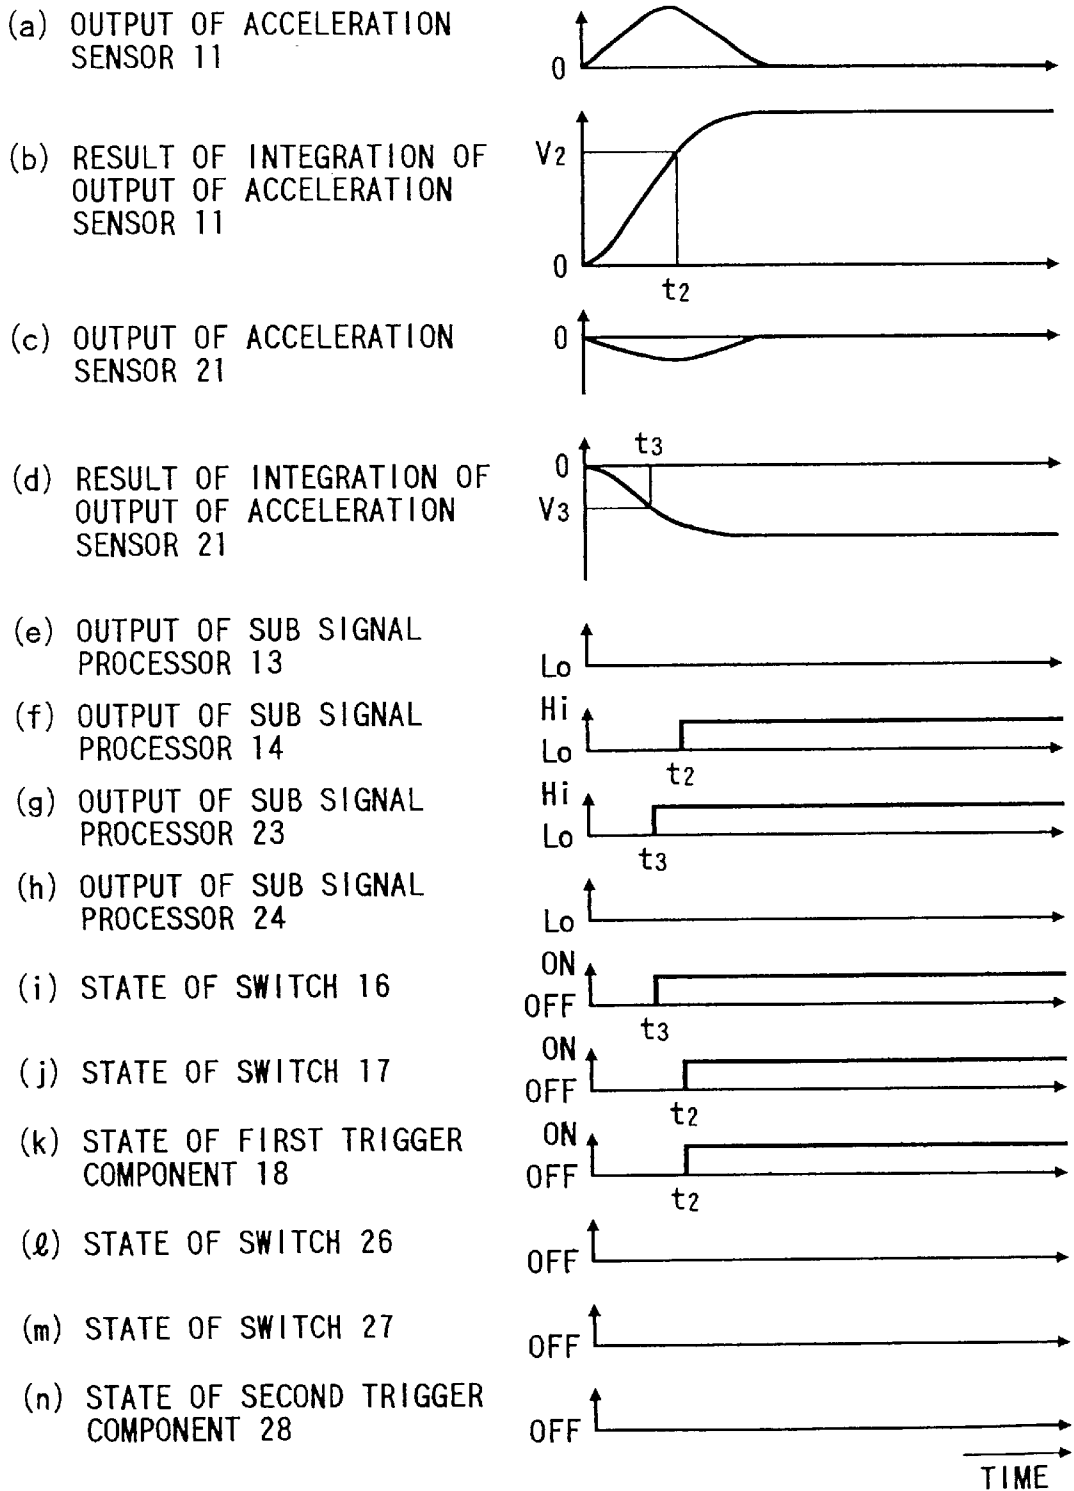 (a) OUTPUT OF ACCELERATION
SENSOR 11
0
(b) RESULT OF INTEGRATION OF
OUTPUT OF ACCELERATION
SENSOR 11
V2
0
t2
(c) OUTPUT OF ACCELERATION
SENSOR 21
0
(d) RESULT OF INTEGRATION OF
OUTPUT OF ACCELERATION
SENSOR 21
t3
0
V3
(e) OUTPUT OF SUB SIGNAL
PROCESSOR 13
Lo
(f) OUTPUT OF SUB SIGNAL
PROCESSOR 14
Hi
Lo
t2
(g) OUTPUT OF SUB SIGNAL
PROCESSOR 23
Hi
Lo
t3
(h) OUTPUT OF SUB SIGNAL
PROCESSOR 24
Lo
(i) STATE OF SWITCH 16
ON
OFF
t3
(j) STATE OF SWITCH 17
ON
OFF
t2
(k) STATE OF FIRST TRIGGER
COMPONENT 18
ON
OFF
t2
(ℓ) STATE OF SWITCH 26
OFF
(m) STATE OF SWITCH 27
OFF
(n) STATE OF SECOND TRIGGER
COMPONENT 28
OFF
TIME